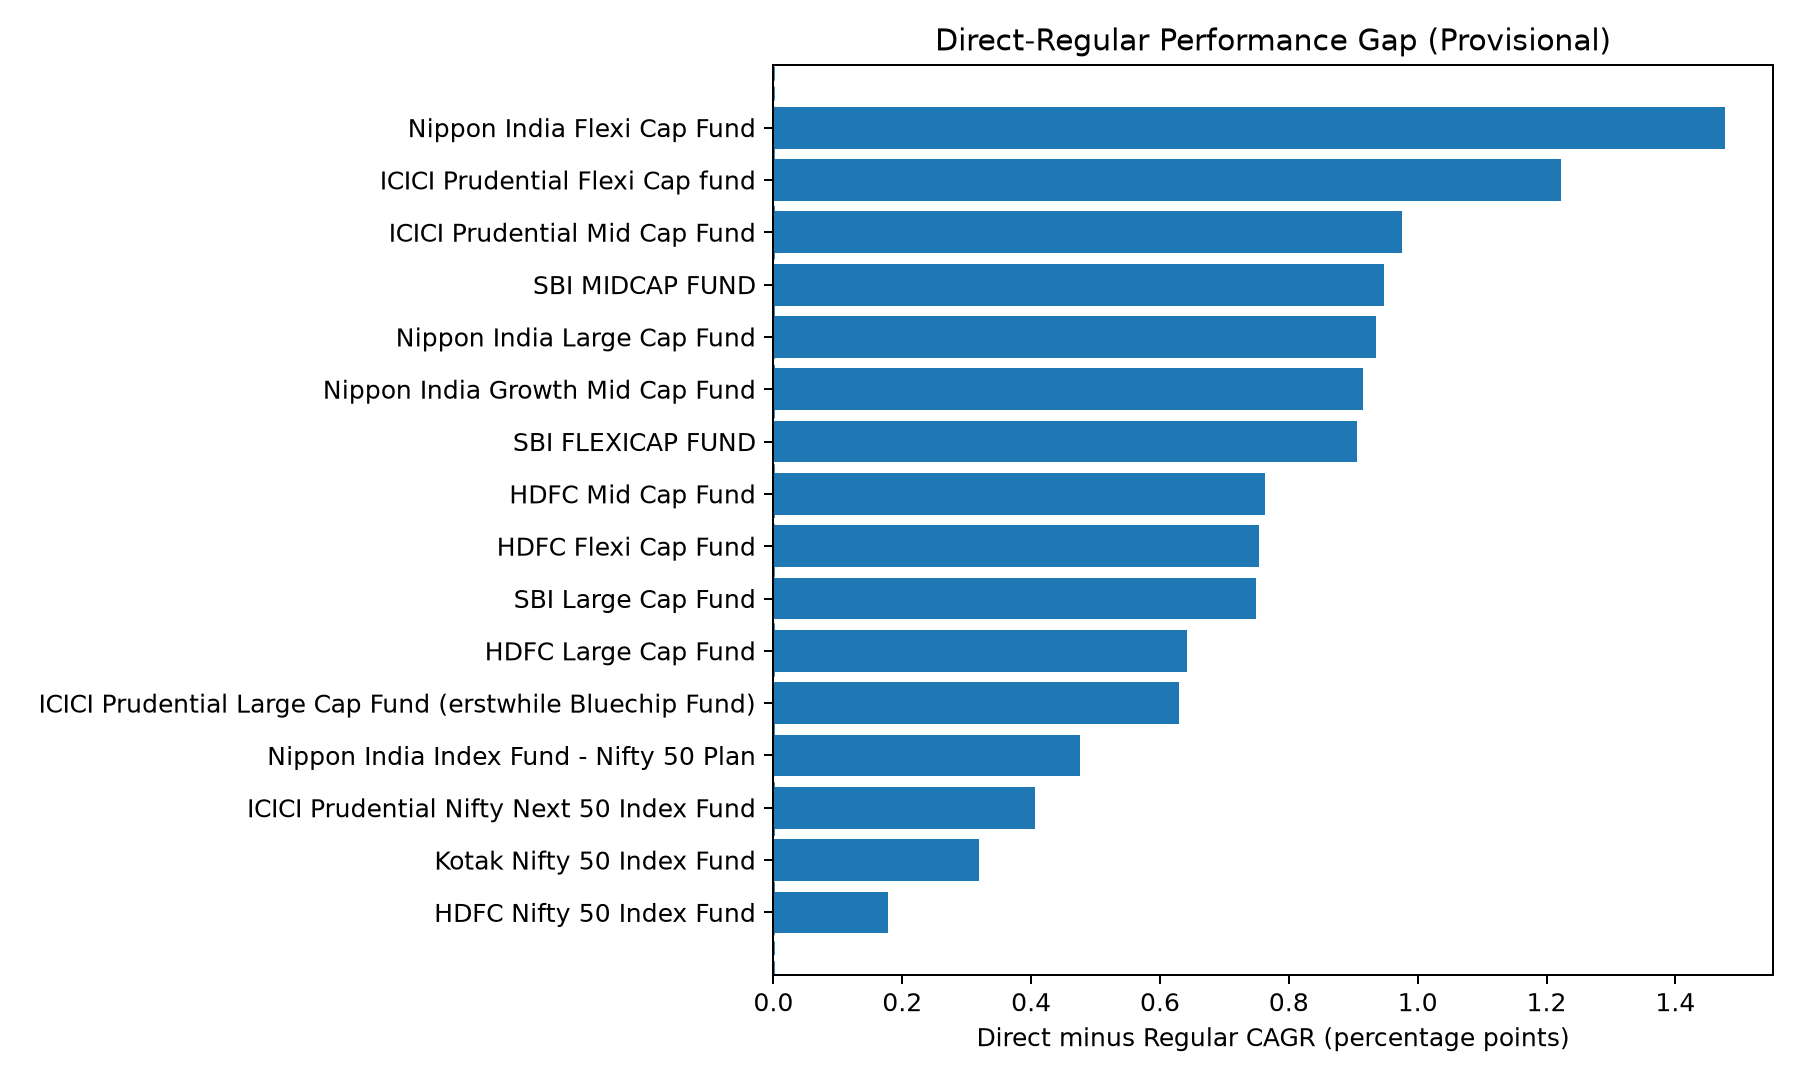 Direct-Regular Performance Gap (Provisional)
Nippon India Flexi Cap Fund
ICICI Prudential Flexi Cap fund
ICICI Prudential Mid Cap Fund
SBI MIDCAP FUND
Nippon India Large Cap Fund
Nippon India Growth Mid Cap Fund
SBI FLEXICAP FUND
HDFC Mid Cap Fund
HDFC Flexi Cap Fund
SBI Large Cap Fund
HDFC Large Cap Fund
ICICI Prudential Large Cap Fund (erstwhile Bluechip Fund)
Nippon India Index Fund - Nifty 50 Plan
ICICI Prudential Nifty Next 50 Index Fund
Kotak Nifty 50 Index Fund
HDFC Nifty 50 Index Fund
0.0 0.2 0.4 0.6 0.8 1.0 1.2 1.4
Direct minus Regular CAGR (percentage points)